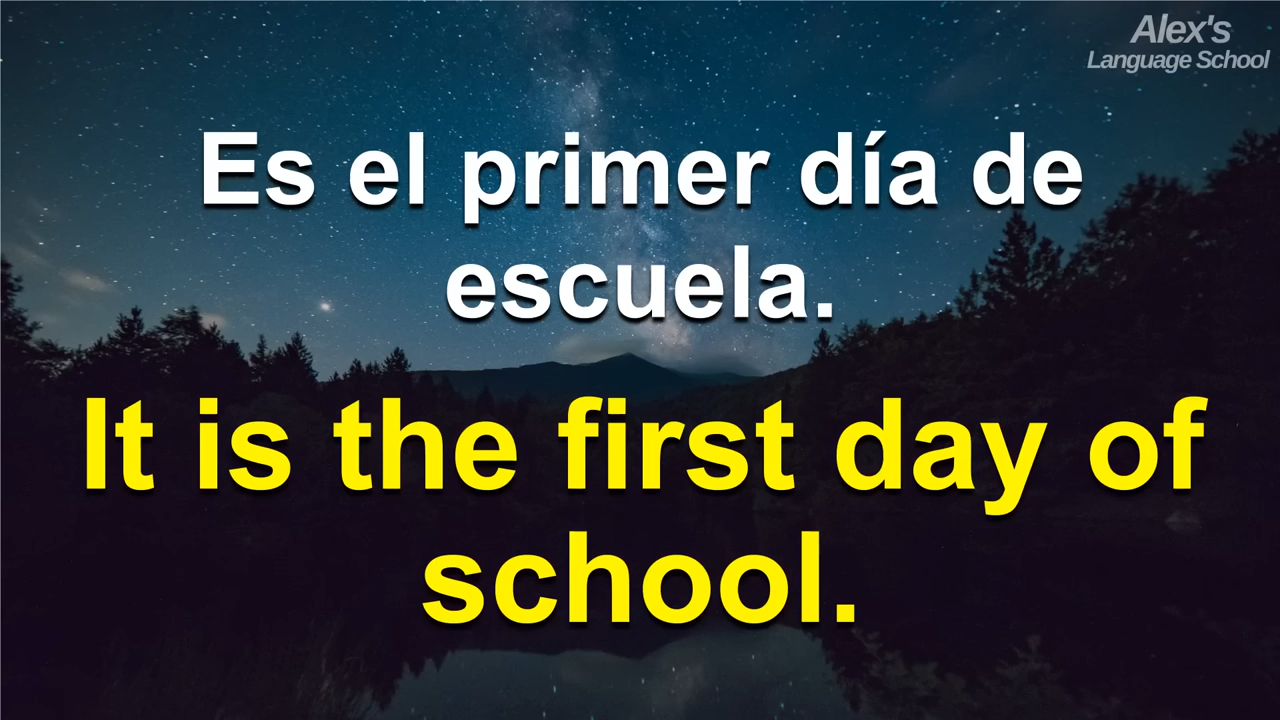 Alex's
Language School
Es el primer día de
escuela.
It is the first day of
school.